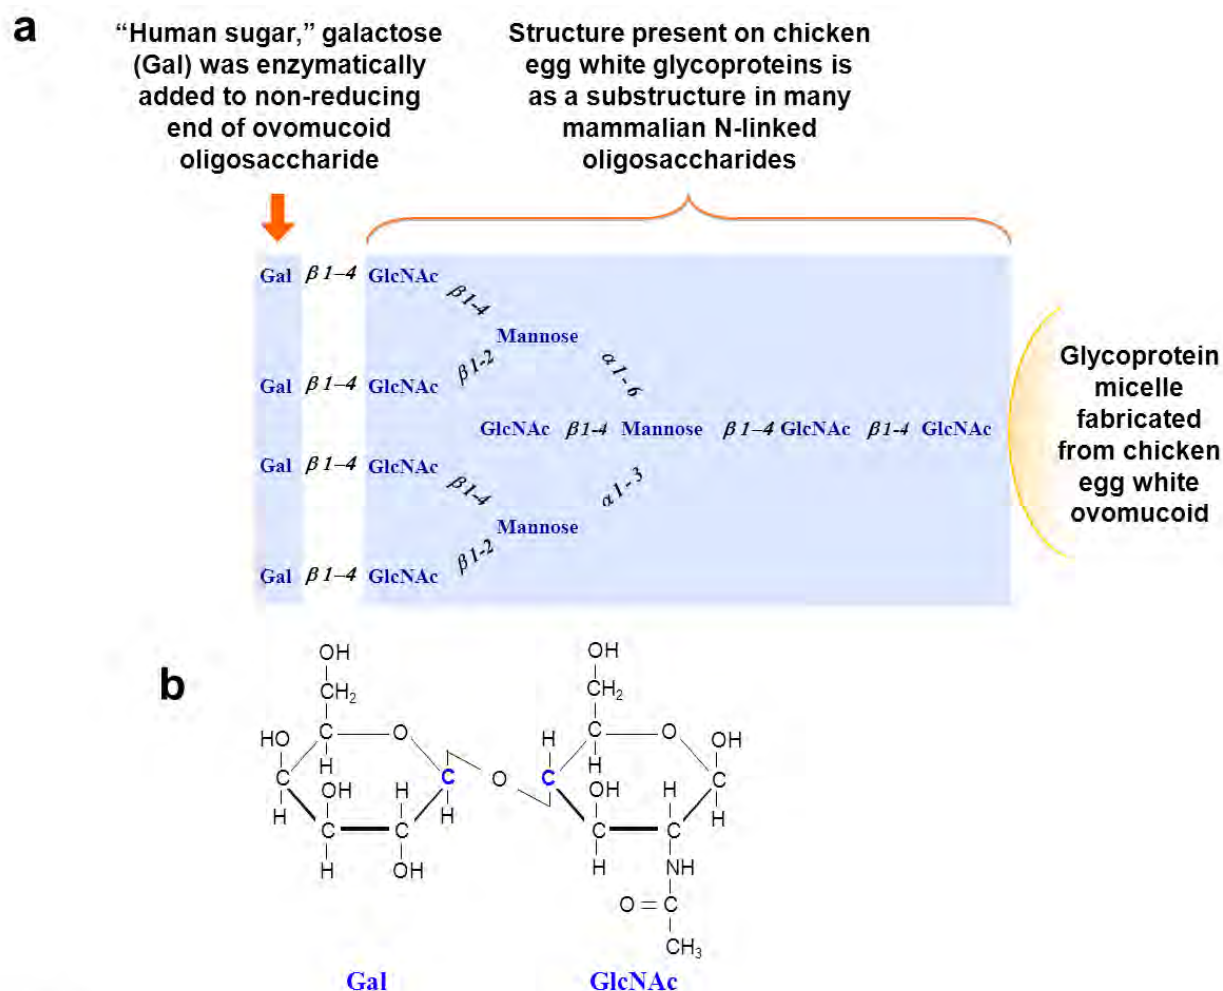 a
“Human sugar,” galactose
(Gal) was enzymatically
added to non-reducing
end of ovomucoid
oligosaccharide
Structure present on chicken
egg white glycoproteins is
as a substructure in many
mammalian N-linked
oligosaccharides
Gal β1–4 GlcNAc
β1-4
Mannose
β1-2
α1-6
Gal β1–4 GlcNAc
GlcNAc β1-4 Mannose β1–4 GlcNAc β1-4 GlcNAc
Gal β1–4 GlcNAc
β1-4
α1-3
Mannose
β1-2
Gal β1–4 GlcNAc
Glycoprotein
micelle
fabricated
from chicken
egg white
ovomucoid
b
OH
CH₂
HO C O
H
C OH H C
H H
C C
H OH
O
OH
CH₂
H C O OH
H
C OH H C
H
C C
H NH
O=C
CH₃
Gal GlcNAc